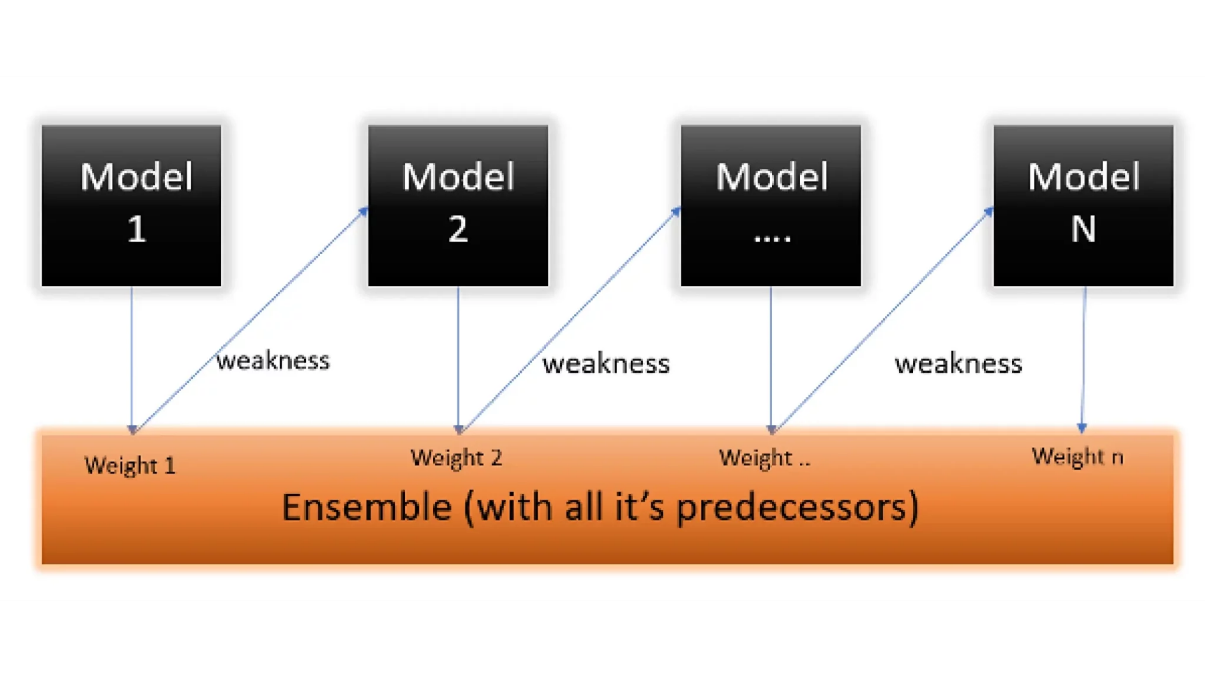 Model
1
Model
2
Model
....
Model
N
weakness
weakness
weakness
Weight 1
Weight 2
Weight ..
Weight n
Ensemble (with all it’s predecessors)